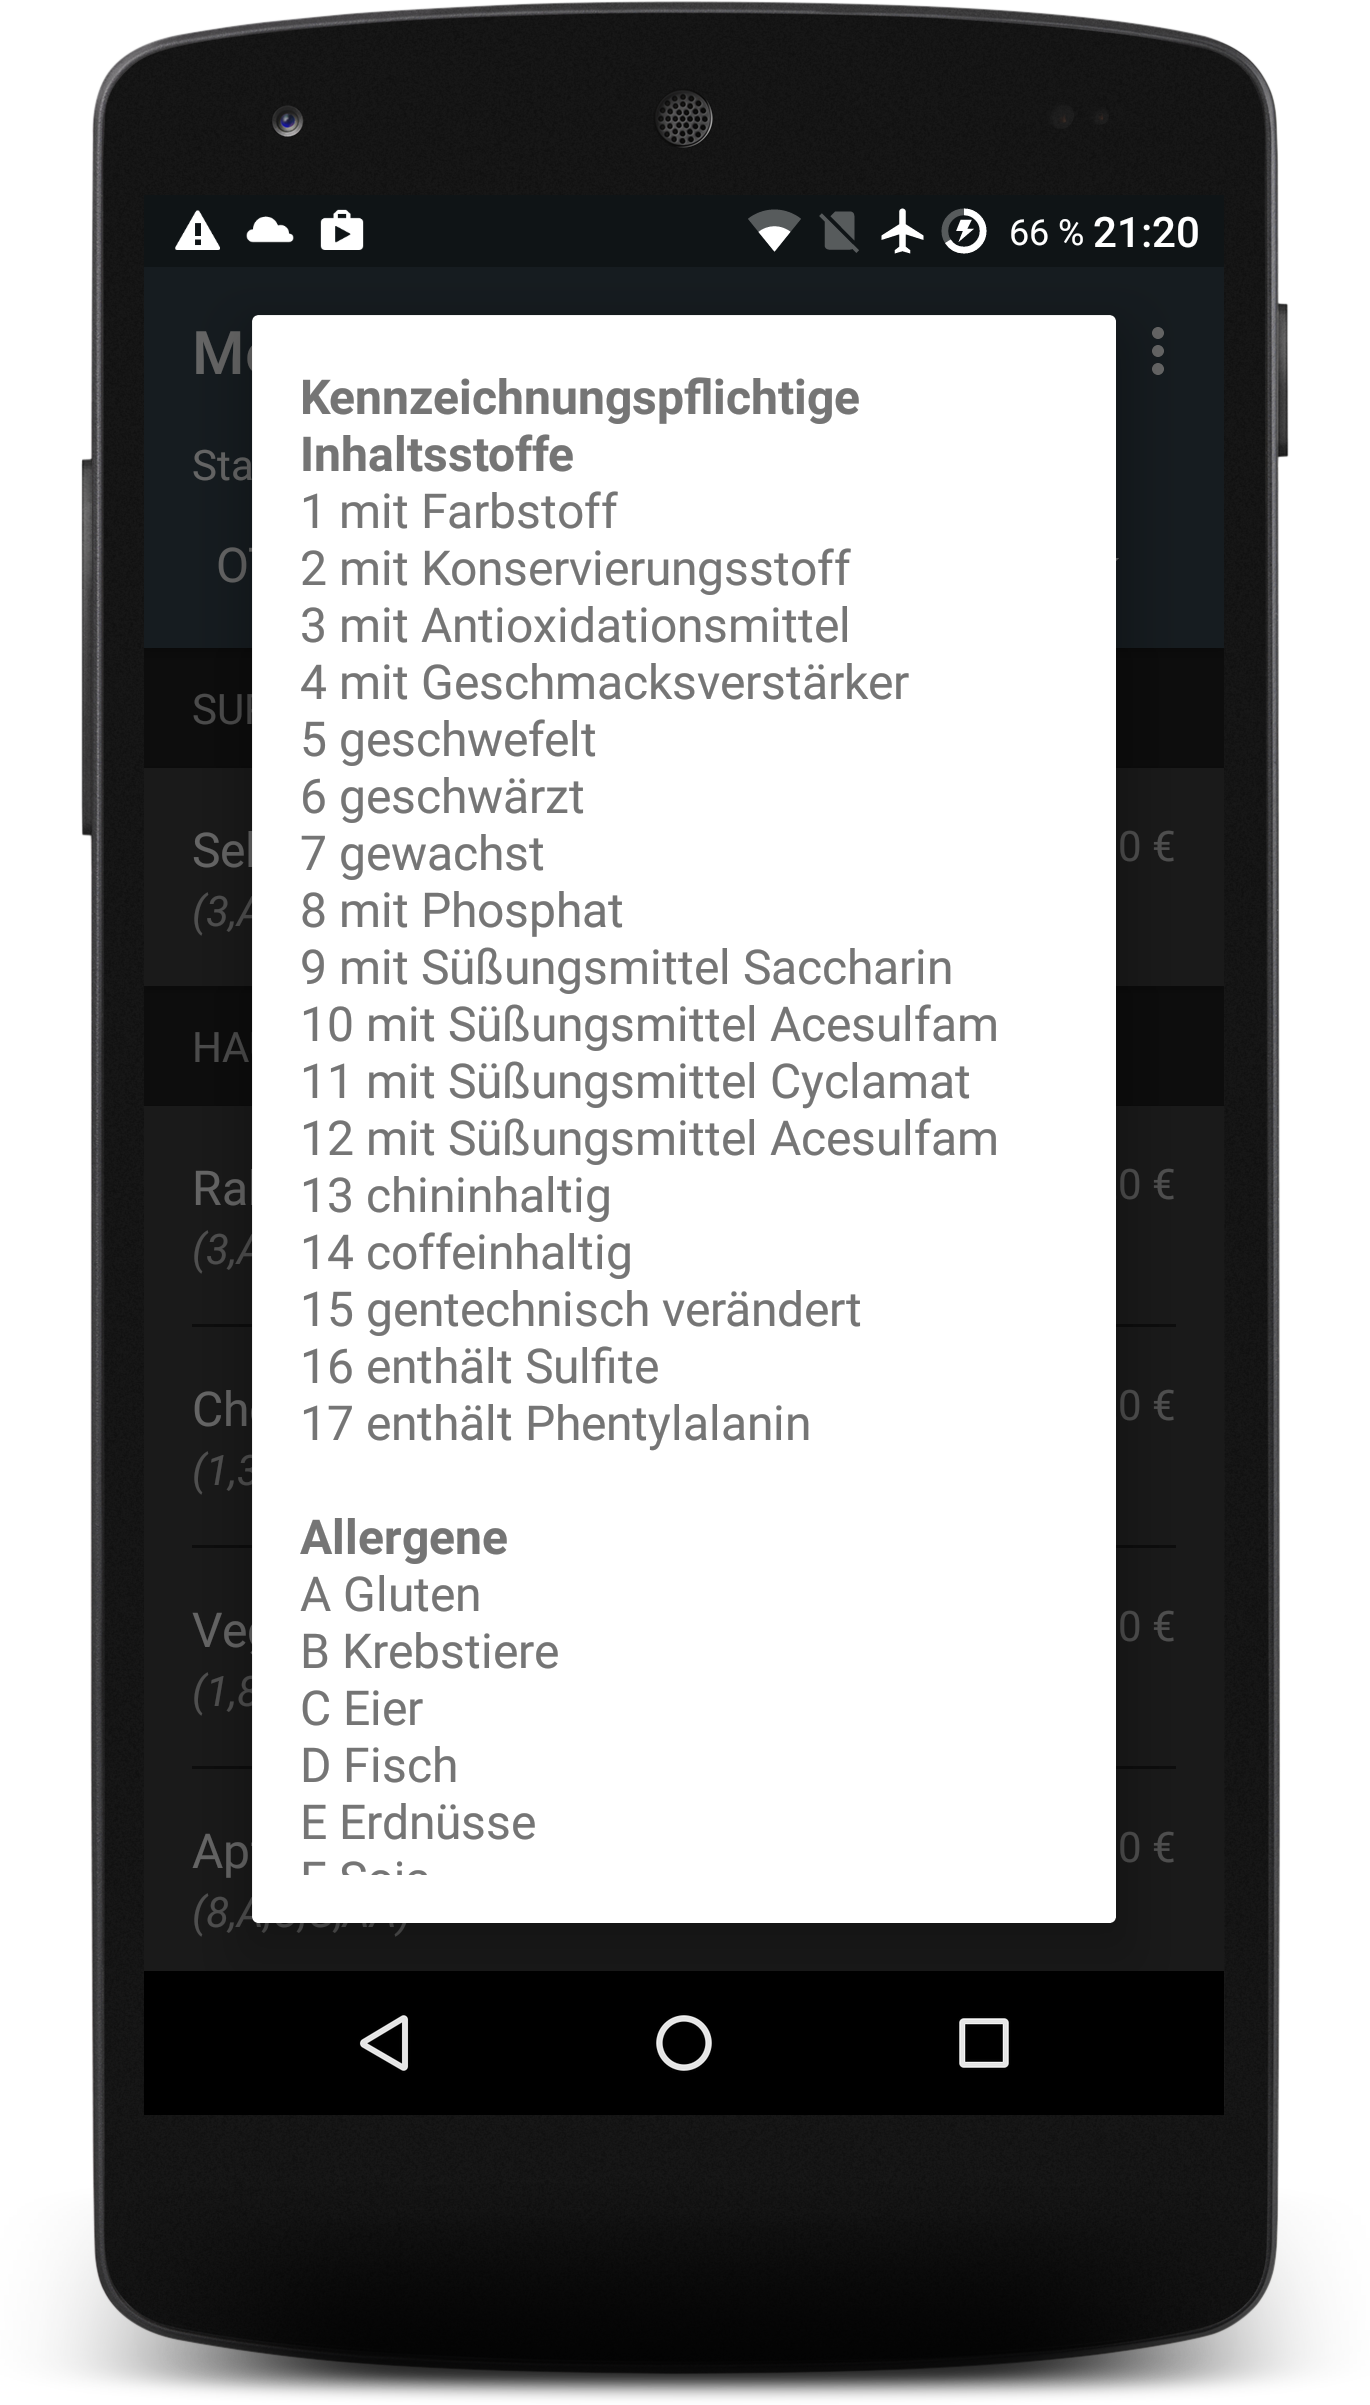 66 % 21:20
Kennzeichnungspflichtige
Inhaltsstoffe
1 mit Farbstoff
2 mit Konservierungsstoff
3 mit Antioxidationsmittel
4 mit Geschmacksverstärker
5 geschwefelt
6 geschwärzt
7 gewachst
8 mit Phosphat
9 mit Süßungsmittel Saccharin
10 mit Süßungsmittel Acesulfam
11 mit Süßungsmittel Cyclamat
12 mit Süßungsmittel Acesulfam
13 chininhaltig
14 coffeinhaltig
15 gentechnisch verändert
16 enthält Sulfite
17 enthält Phentylalanin
Allergene
A Gluten
B Krebstiere
C Eier
D Fisch
E Erdnüsse